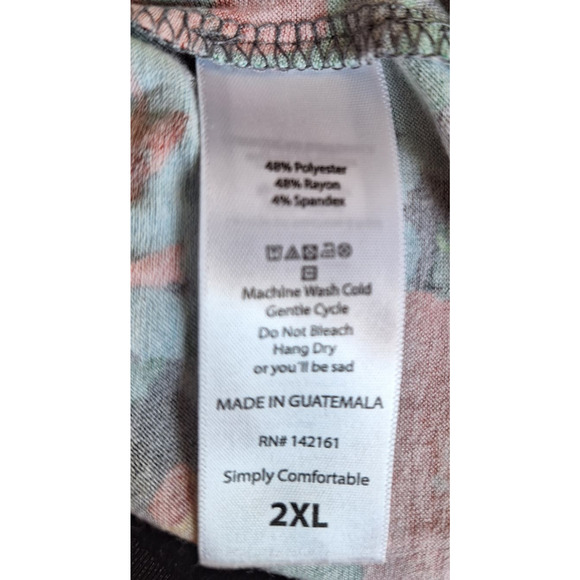 48% Polyester
48% Rayon
4% Spandex
Machine Wash Cold
Gentle Cycle
Do Not Bleach
Hang Dry
or you'll be sad
MADE IN GUATEMALA
RN# 142161
Simply Comfortable
2XL